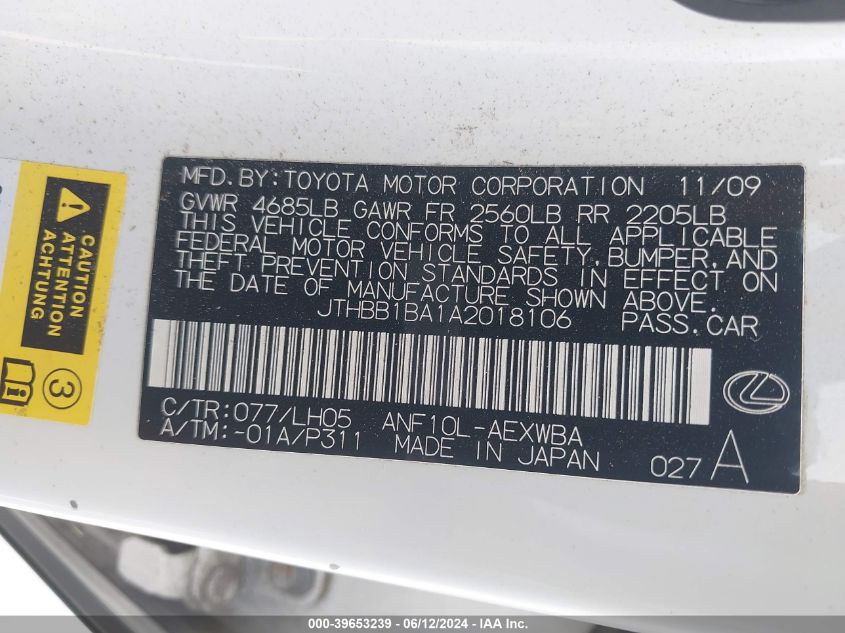 MFD.BY:TOYOTA MOTOR CORPORATION 11/09
GVWR 4685LB GAWR FR 2560LB RR 2205LB
THIS VEHICLE CONFORMS TO ALL APPLICABLE
FEDERAL MOTOR VEHICLE SAFETY,BUMPER,AND
THEFT PREVENTION STANDARDS IN EFFECT ON
THE DATE OF MANUFACTURE SHOWN ABOVE.
JTHBB1BA1A2018106 PASS.CAR
C/TR:077/LH05 ANF10L-AEXWBA
A/TM:-01A/P311 MADE IN JAPAN
027 A
CAUTION
ATTENTION
ACHTUNG
3
000-39653239 - 06/12/2024 - IAA